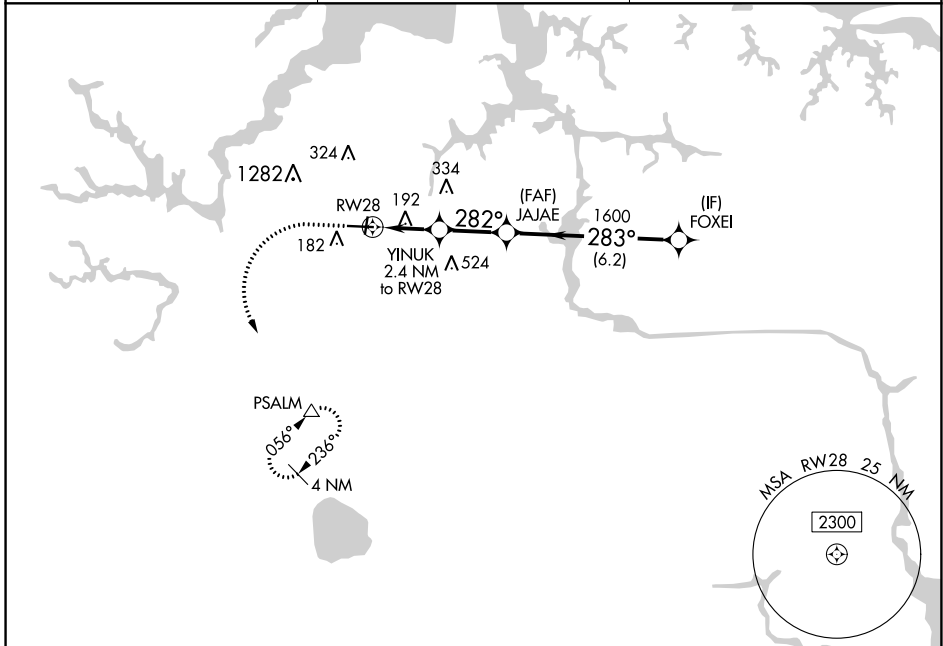 324
1282
334
192
RW28
(FAF)
JAJAE
(IF)
FOXEI
1600
282°
283°
(6.2)
182
YINUK
2.4 NM
to RW28
524
PSALM
056°
236°
4 NM
MSA RW28 25 NM
2300